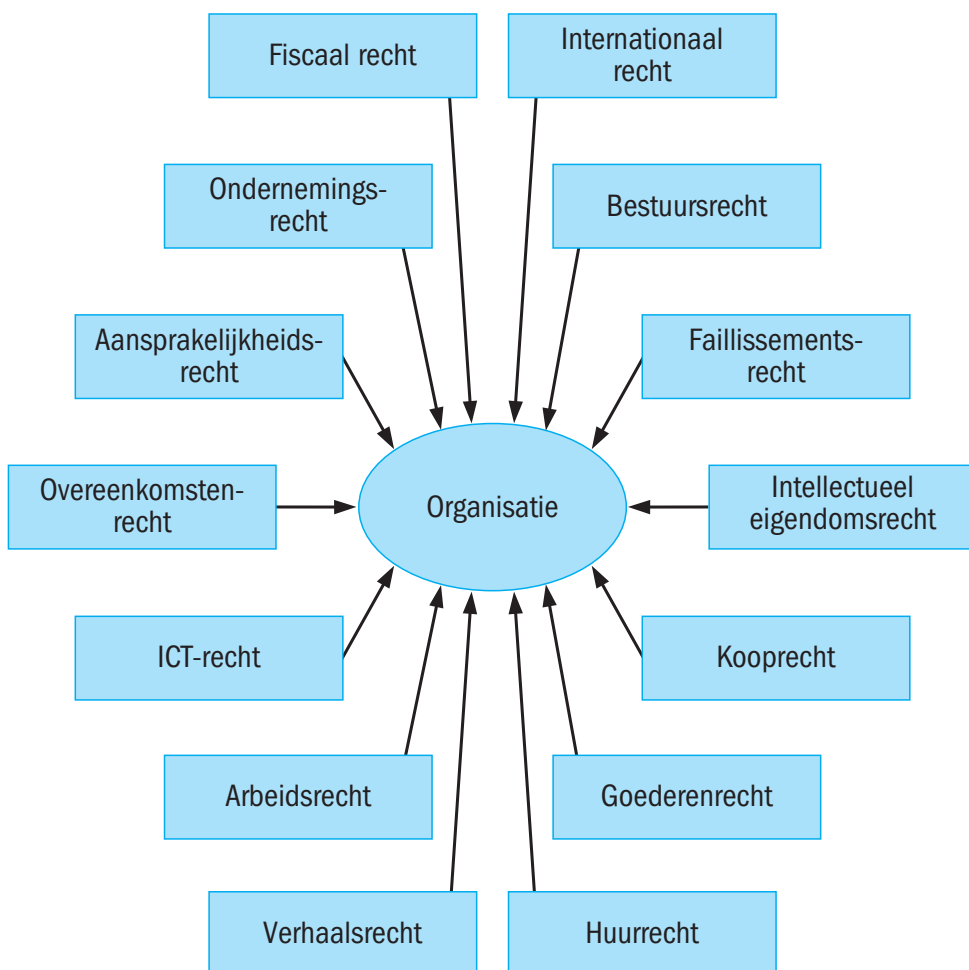 Fiscaal recht
Internationaal
recht
Ondernemings-
recht
Bestuursrecht
Aansprakelijkheids-
recht
Faillissements-
recht
Overeenkomsten-
recht
Organisatie
Intellectueel
eigendomsrecht
ICT-recht
Kooprecht
Arbeidsrecht
Goederenrecht
Verhaalsrecht
Huurrecht